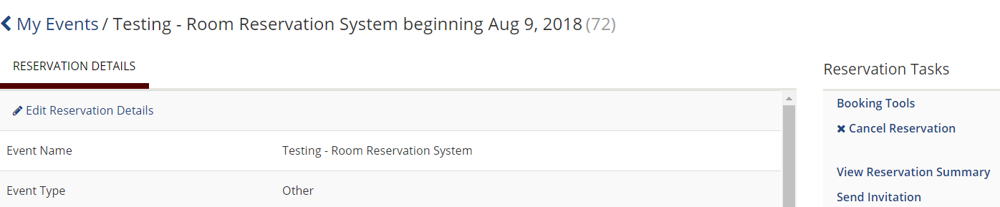 My Events / Testing - Room Reservation System beginning Aug 9, 2018 (72)
RESERVATION DETAILS
Edit Reservation Details
Event Name Testing - Room Reservation System
Event Type Other
Reservation Tasks
Booking Tools
Cancel Reservation
View Reservation Summary
Send Invitation